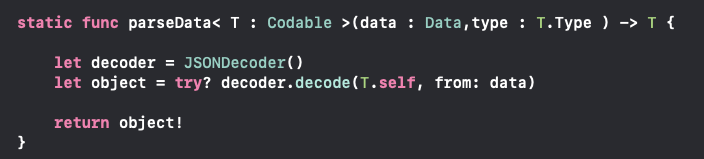 static func parseData< T : Codable >(data : Data,type : T.Type ) -> T {
let decoder = JSONDecoder()
let object = try? decoder.decode(T.self, from: data)
return object!
}